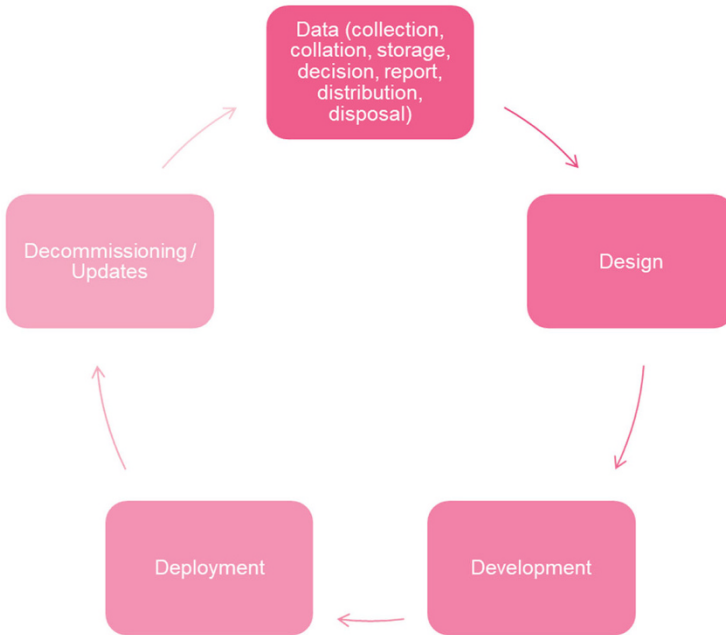 Data (collection,
collation, storage,
decision, report,
distribution,
disposal)
Design
Development
Deployment
Decommissioning /
Updates